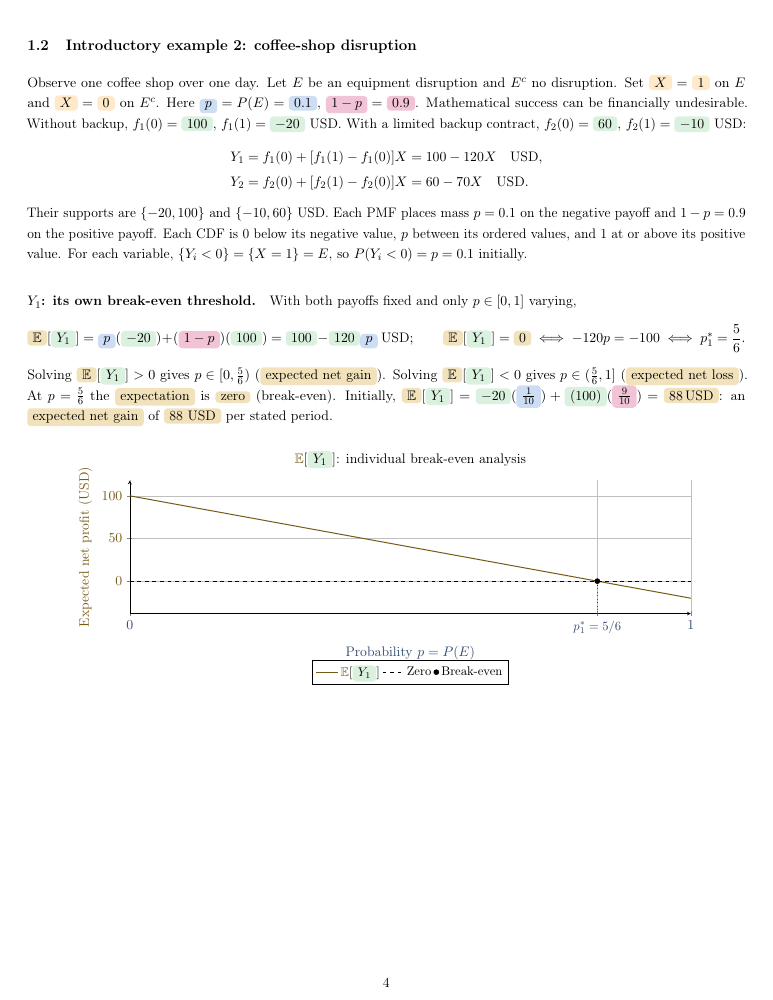 1.2 Introductory example 2: coffee-shop disruption
Observe one coffee shop over one day. Let E be an equipment disruption and Eᶜ no disruption. Set X = 1 on E
and X = 0 on Eᶜ. Here p = P(E) = 0.1, 1 − p = 0.9. Mathematical success can be financially undesirable.
Without backup, f₁(0) = 100, f₁(1) = −20 USD. With a limited backup contract, f₂(0) = 60, f₂(1) = −10 USD:
Y₁ = f₁(0) + [f₁(1) − f₁(0)]X = 100 − 120X USD,
Y₂ = f₂(0) + [f₂(1) − f₂(0)]X = 60 − 70X USD.
Their supports are {−20, 100} and {−10, 60} USD. Each PMF places mass p = 0.1 on the negative payoff and 1 − p = 0.9
on the positive payoff. Each CDF is 0 below its negative value, p between its ordered values, and 1 at or above its positive
value. For each variable, {Yᵢ < 0} = {X = 1} = E, so P(Yᵢ < 0) = p = 0.1 initially.
Y₁: its own break-even threshold. With both payoffs fixed and only p ∈ [0, 1] varying,
𝔼[Y₁] = p(−20)+(1 − p)(100) = 100 − 120p USD; 𝔼[Y₁] = 0 ⟺ −120p = −100 ⟺ p₁* = 5/6.
Solving 𝔼[Y₁] > 0 gives p ∈ [0, 5/6) (expected net gain). Solving 𝔼[Y₁] < 0 gives p ∈ (5/6, 1] (expected net loss).
At p = 5/6 the expectation is zero (break-even). Initially, 𝔼[Y₁] = −20(1/10) + (100)(9/10) = 88 USD: an
expected net gain of 88 USD per stated period.
𝔼[Y₁]: individual break-even analysis
Expected net profit (USD)
100
50
0
0
p₁* = 5/6
1
Probability p = P(E)
𝔼[Y₁] Zero Break-even
4